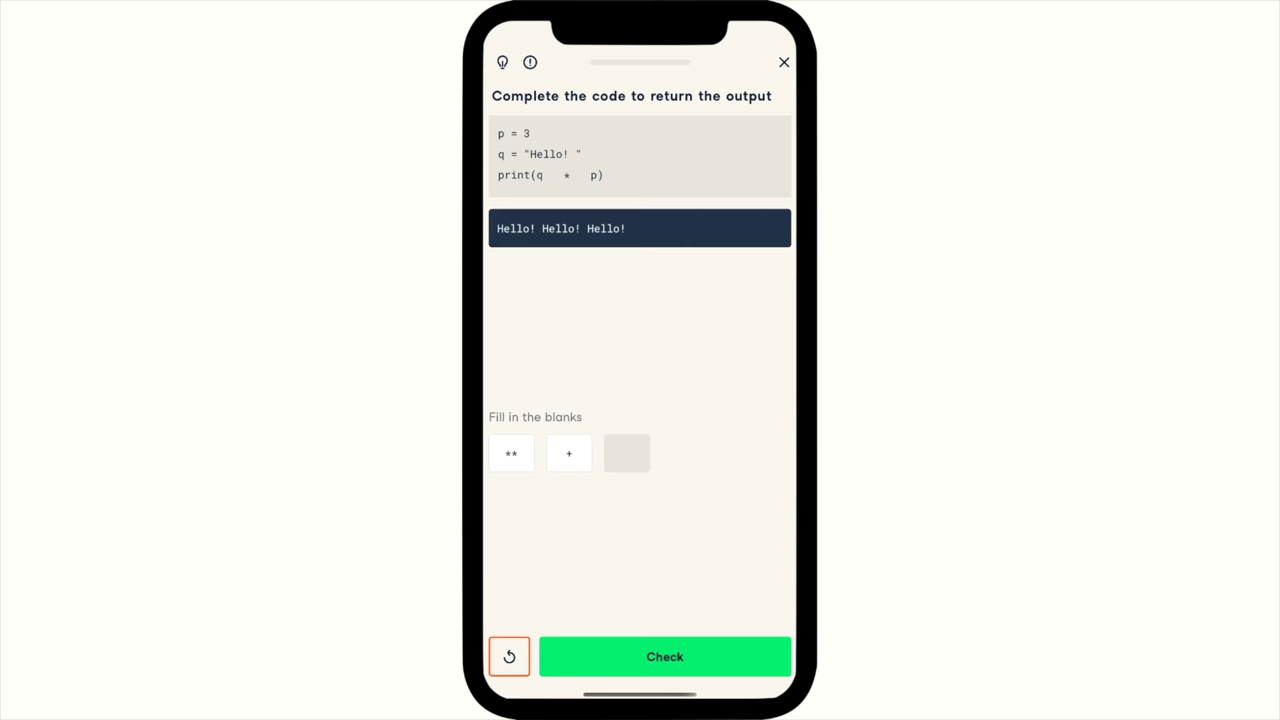 Complete the code to return the output
p = 3
q = "Hello! "
print(q * p)
Hello! Hello! Hello!
Fill in the blanks
** +
Check